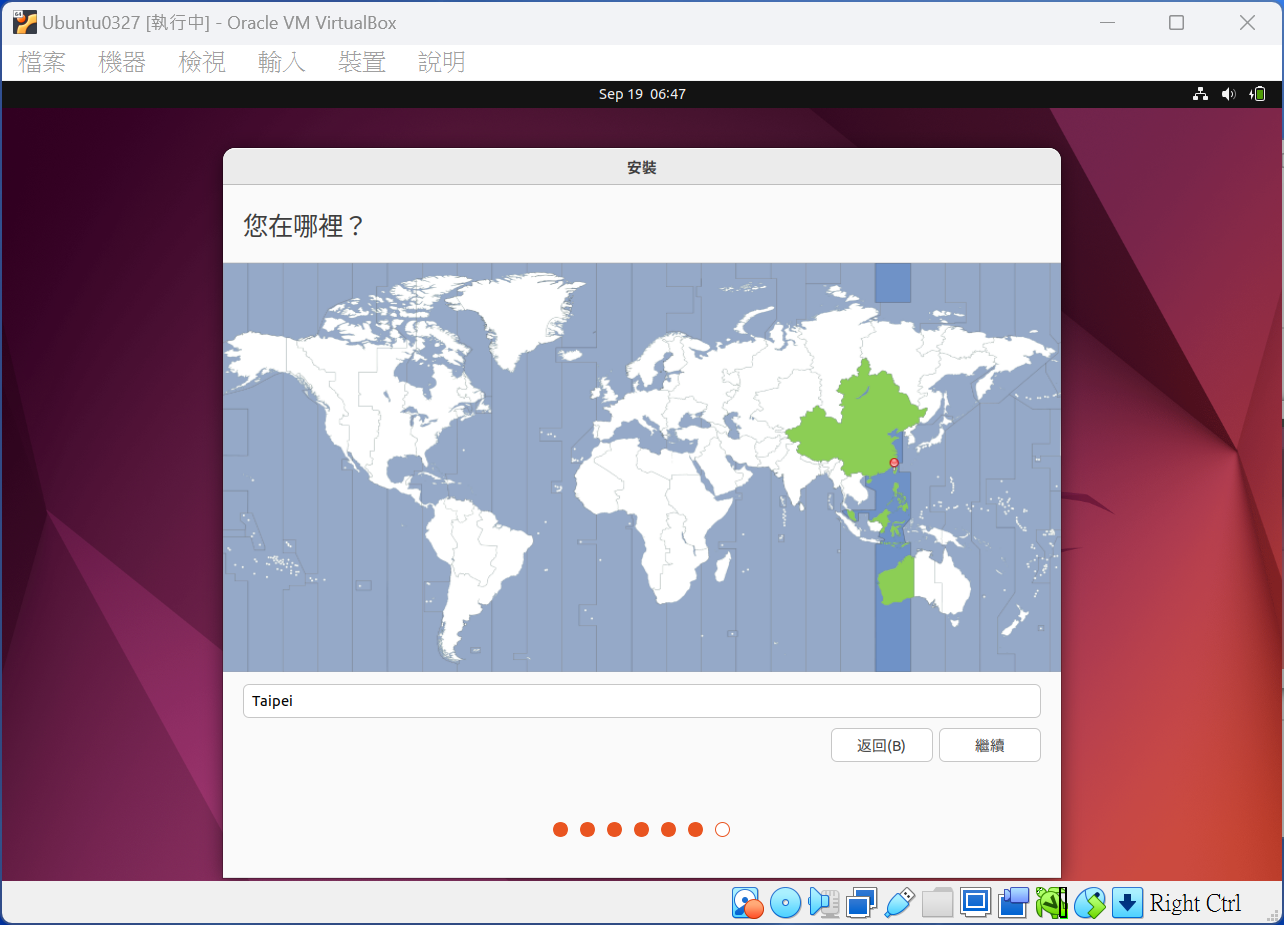 Ubuntu0327 [執行中] - Oracle VM VirtualBox
檔案 機器 檢視 輸入 裝置 說明
Sep 19 06:47
安裝
您在哪裡？
Taipei
返回(B) 繼續
Right Ctrl